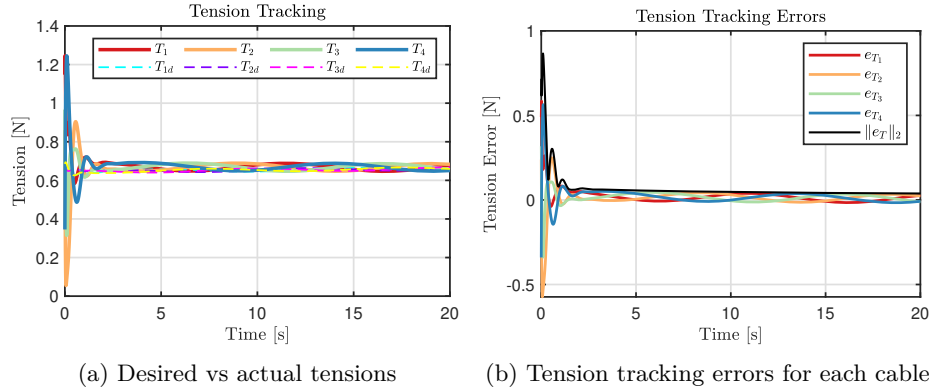 Tension Tracking
1.4
1.2
1
0.8
0.6
0.4
0.2
0
Tension [N]
T1 T2 T3 T4
T1d T2d T3d T4d
0 5 10 15 20
Time [s]
(a) Desired vs actual tensions
Tension Tracking Errors
1
0.5
0
-0.5
Tension Error [N]
eT1
eT2
eT3
eT4
∥eT∥2
0 5 10 15 20
Time [s]
(b) Tension tracking errors for each cable